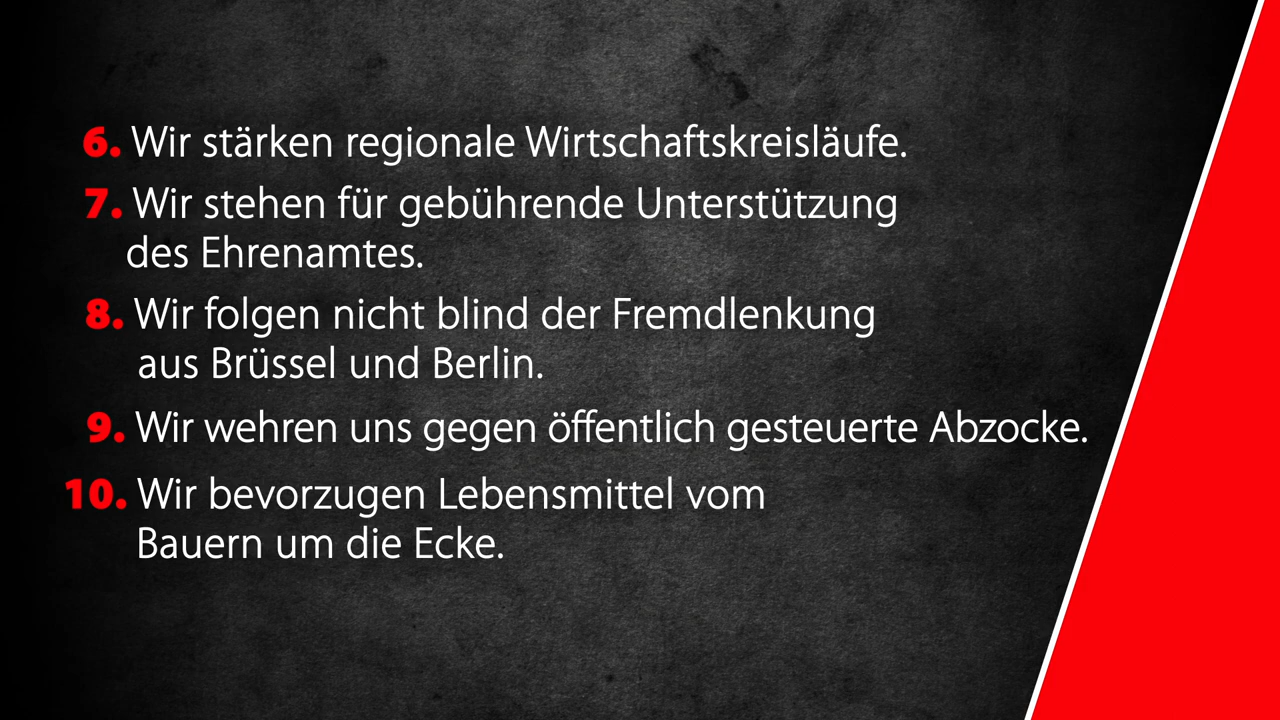 6. Wir stärken regionale Wirtschaftskreisläufe.
7. Wir stehen für gebührende Unterstützung
des Ehrenamtes.
8. Wir folgen nicht blind der Fremdlenkung
aus Brüssel und Berlin.
9. Wir wehren uns gegen öffentlich gesteuerte Abzocke.
10. Wir bevorzugen Lebensmittel vom
Bauern um die Ecke.